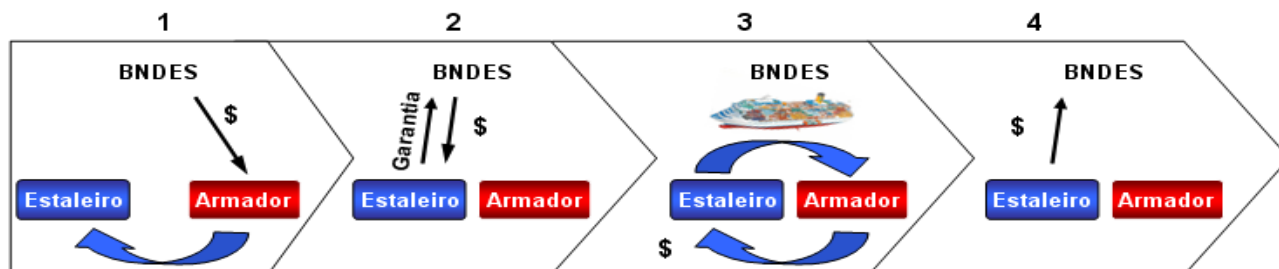 1
BNDES
$
Estaleiro
Armador
2
BNDES
Garantia
$
Estaleiro
Armador
3
BNDES
Estaleiro
Armador
$
4
BNDES
$
Estaleiro
Armador